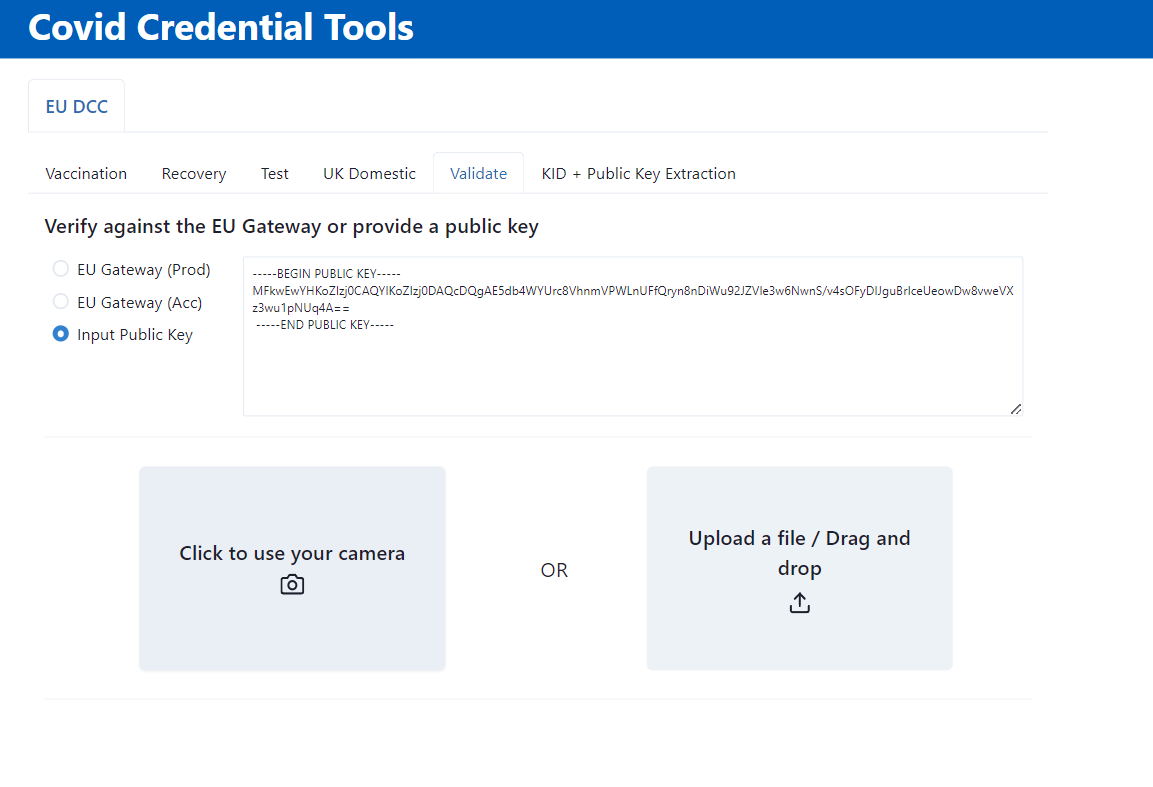 Covid Credential Tools
EU DCC
Vaccination Recovery Test UK Domestic Validate KID + Public Key Extraction
Verify against the EU Gateway or provide a public key
EU Gateway (Prod)
EU Gateway (Acc)
Input Public Key
-----BEGIN PUBLIC KEY-----
MFkwEwYHKoZIzj0CAQYIKoZIzj0DAQcDQgAE5db4WYUrc8VhnmVPWLnUFfQryn8nDiWu92JZVIe3w6NwnS/v4sOFyDlJguBrIceUeowDw8vweVX
z3wu1pNUq4A==
-----END PUBLIC KEY-----
Click to use your camera
OR
Upload a file / Drag and
drop